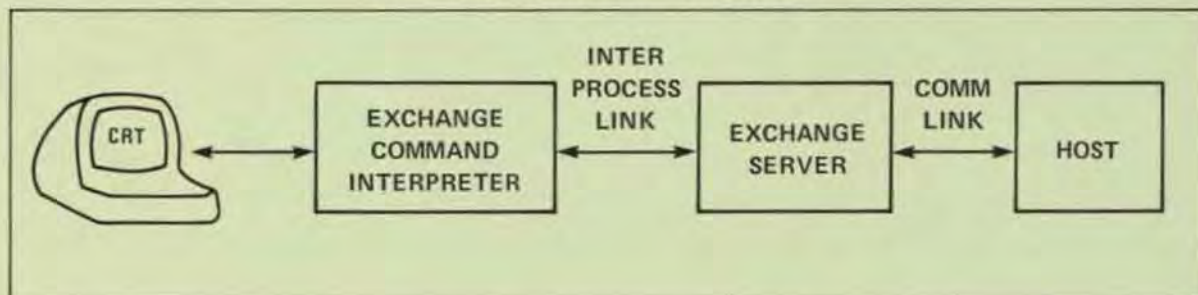 CRT
EXCHANGE
COMMAND
INTERPRETER
INTER
PROCESS
LINK
EXCHANGE
SERVER
COMM
LINK
HOST